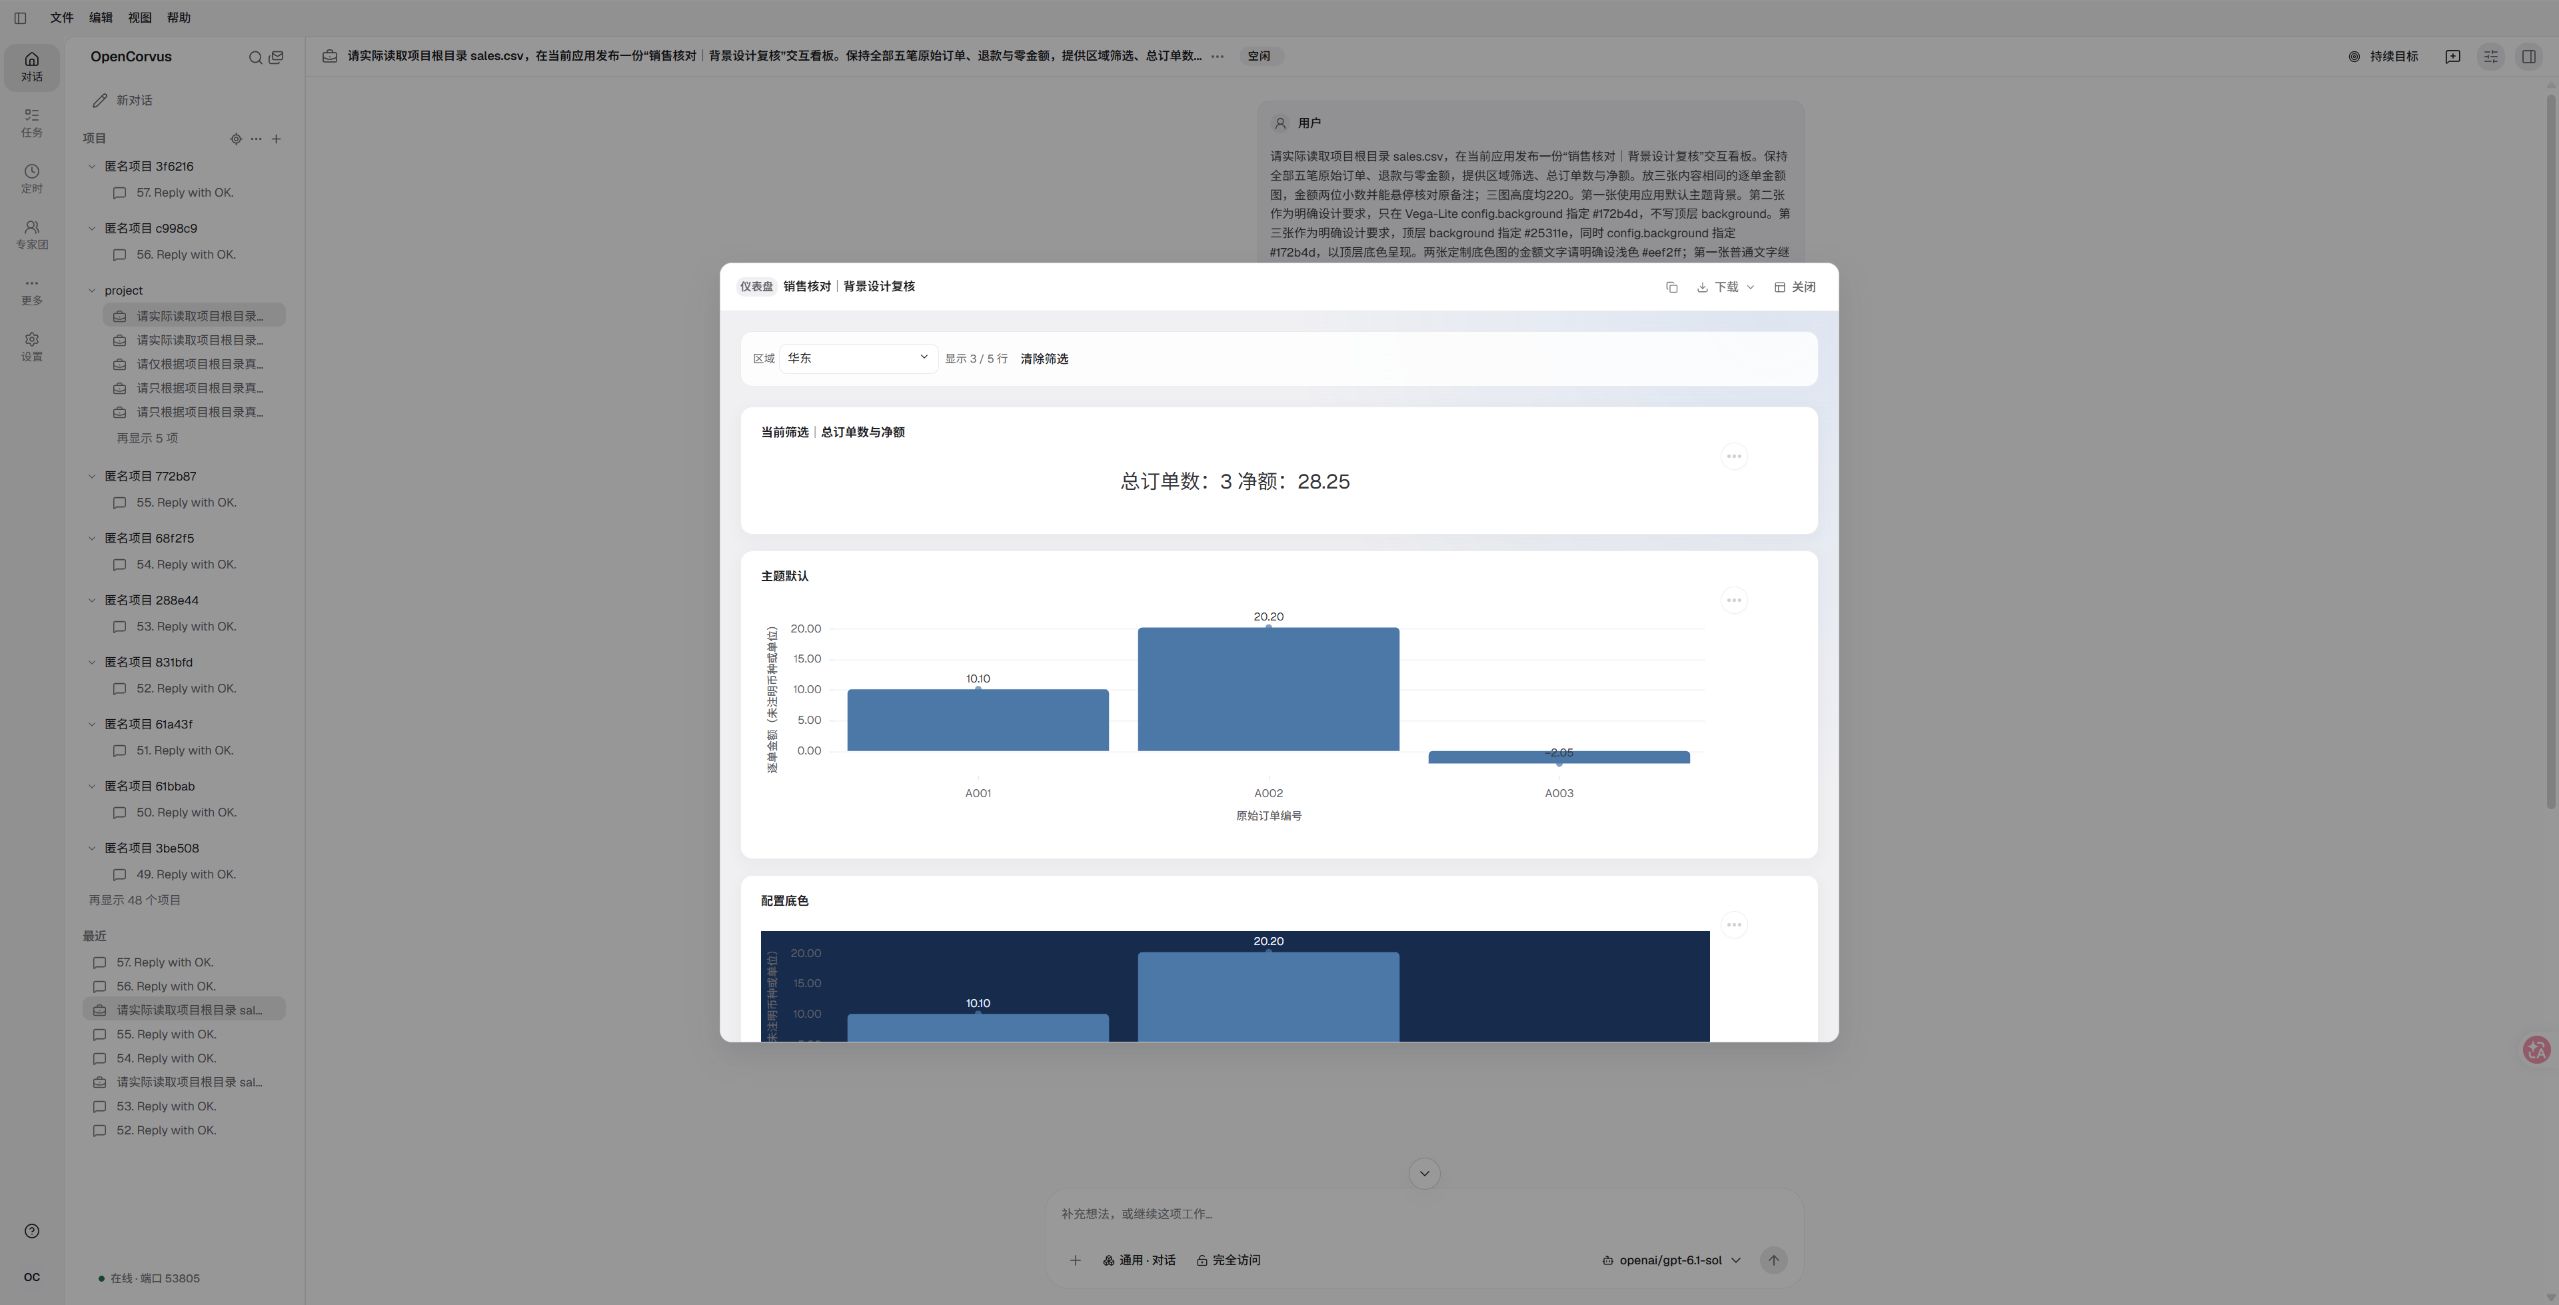 文件 编辑 视图 帮助
对话
任务
定时
专家团
更多
设置
OC
OpenCorvus
新对话
项目
匿名项目 3f6216
57. Reply with OK.
匿名项目 c998c9
56. Reply with OK.
project
请实际读取项目根目录...
请实际读取项目根目录...
请仅根据项目根目录真...
请只根据项目根目录真...
请只根据项目根目录真...
再显示 5 项
匿名项目 772b87
55. Reply with OK.
匿名项目 68f2f5
54. Reply with OK.
匿名项目 288e44
53. Reply with OK.
匿名项目 831bfd
52. Reply with OK.
匿名项目 61a43f
51. Reply with OK.
匿名项目 61bbab
50. Reply with OK.
匿名项目 3be508
49. Reply with OK.
再显示 48 个项目
最近
57. Reply with OK.
56. Reply with OK.
请实际读取项目根目录 sal...
55. Reply with OK.
54. Reply with OK.
请实际读取项目根目录 sal...
53. Reply with OK.
52. Reply with OK.
在线 · 端口 53805
请实际读取项目根目录 sales.csv，在当前应用发布一份“销售核对｜背景设计复核”交互看板。保持全部五笔原始订单、退款与零金额，提供区域筛选、总订单数... 空闲
持续目标
用户
请实际读取项目根目录 sales.csv，在当前应用发布一份“销售核对｜背景设计复核”交互看板。保持
全部五笔原始订单、退款与零金额，提供区域筛选、总订单数与净额。放三张内容相同的逐单金额
图，金额两位小数并能悬停核对原备注；三图高度均220。第一张使用应用默认主题背景。第二张
作为明确设计要求，只在 Vega-Lite config.background 指定 #172b4d，不写顶层 background。第
三张作为明确设计要求，顶层 background 指定 #25311e，同时 config.background 指定
#172b4d，以顶层底色呈现。两张定制底色图的金额文字请明确设浅色 #eef2ff；第一张普通文字继
仪表盘 销售核对｜背景设计复核
下载 关闭
区域 华东 显示 3 / 5 行 清除筛选
当前筛选｜总订单数与净额
总订单数：3 净额：28.25
主题默认
逐单金额（未注明币种或单位）
20.00
15.00
10.00
5.00
0.00
10.10
20.20
−2.05
A001 A002 A003
原始订单编号
配置底色
20.00
15.00
10.00
10.10
20.20
补充想法，或继续这项工作...
通用 · 对话 完全访问 openai/gpt-6.1-sol